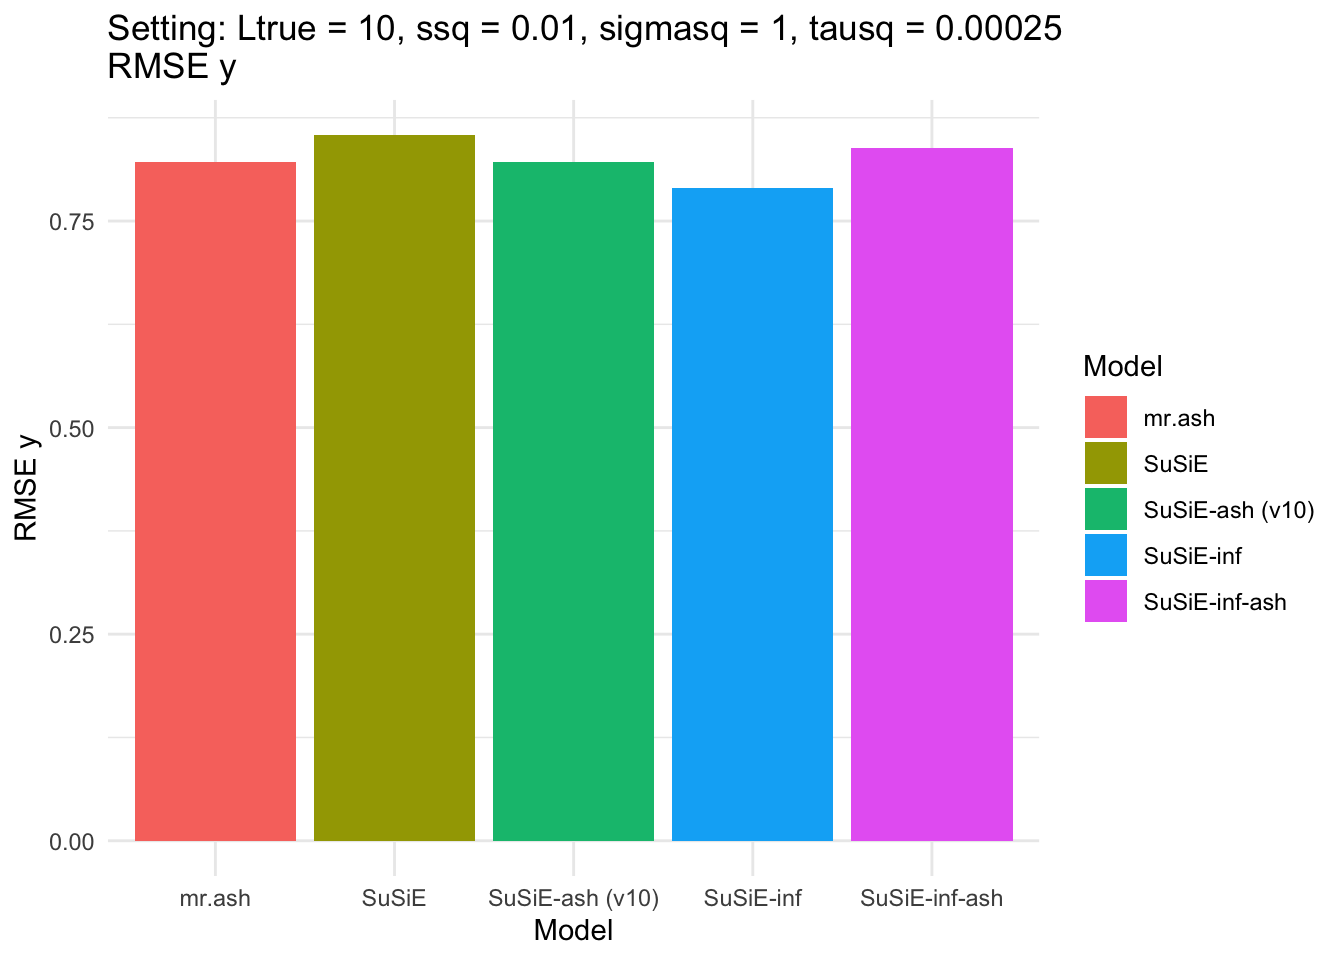 Setting: Ltrue = 10, ssq = 0.01, sigmasq = 1, tausq = 0.00025
RMSE y
RMSE y
0.75
0.50
0.25
0.00
mr.ash
SuSiE
SuSiE-ash (v10)
SuSiE-inf
SuSiE-inf-ash
Model
Model
mr.ash
SuSiE
SuSiE-ash (v10)
SuSiE-inf
SuSiE-inf-ash